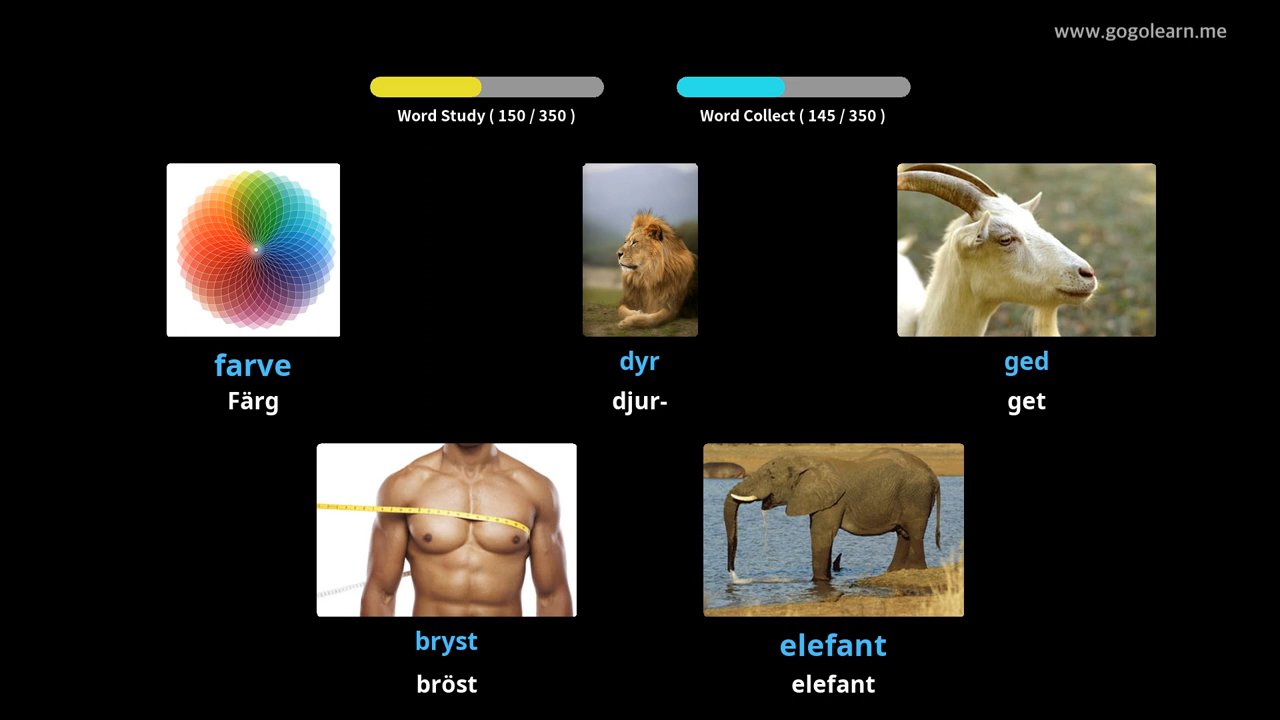 www.gogolearn.me
Word Study ( 150 / 350 )
Word Collect ( 145 / 350 )
farve
Färg
dyr
djur-
ged
get
bryst
bröst
elefant
elefant